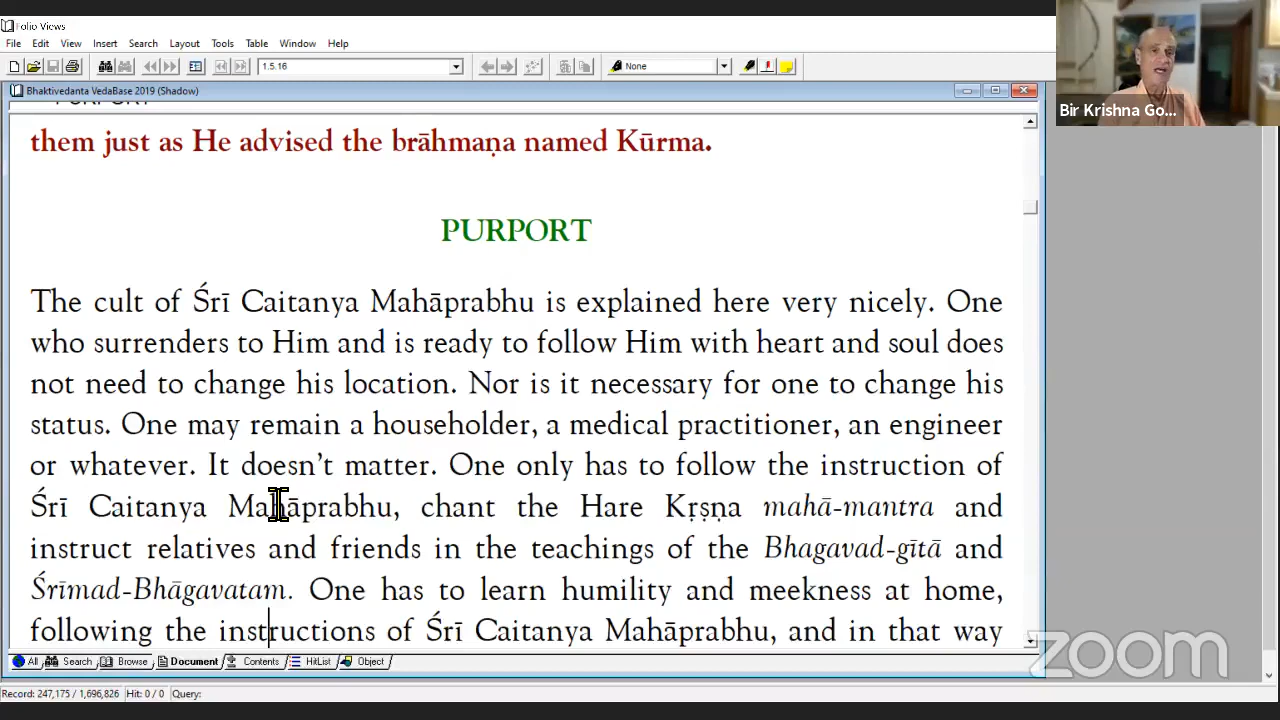 Folio Views
File Edit View Insert Search Layout Tools Table Window Help
1.5.16
None
Bhaktivedanta VedaBase 2019 (Shadow)
PURPORT
them just as He advised the brāhmaṇa named Kūrma.
PURPORT
The cult of Śrī Caitanya Mahāprabhu is explained here very nicely. One
who surrenders to Him and is ready to follow Him with heart and soul does
not need to change his location. Nor is it necessary for one to change his
status. One may remain a householder, a medical practitioner, an engineer
or whatever. It doesn't matter. One only has to follow the instruction of
Śrī Caitanya Mahāprabhu, chant the Hare Kṛṣṇa mahā-mantra and
instruct relatives and friends in the teachings of the Bhagavad-gītā and
Śrīmad-Bhāgavatam. One has to learn humility and meekness at home,
following the instructions of Śrī Caitanya Mahāprabhu, and in that way
All Search Browse Document Contents HitList Object
Record: 247,175 / 1,696,826 Hit: 0 / 0 Query:
Bir Krishna Go...
zoom